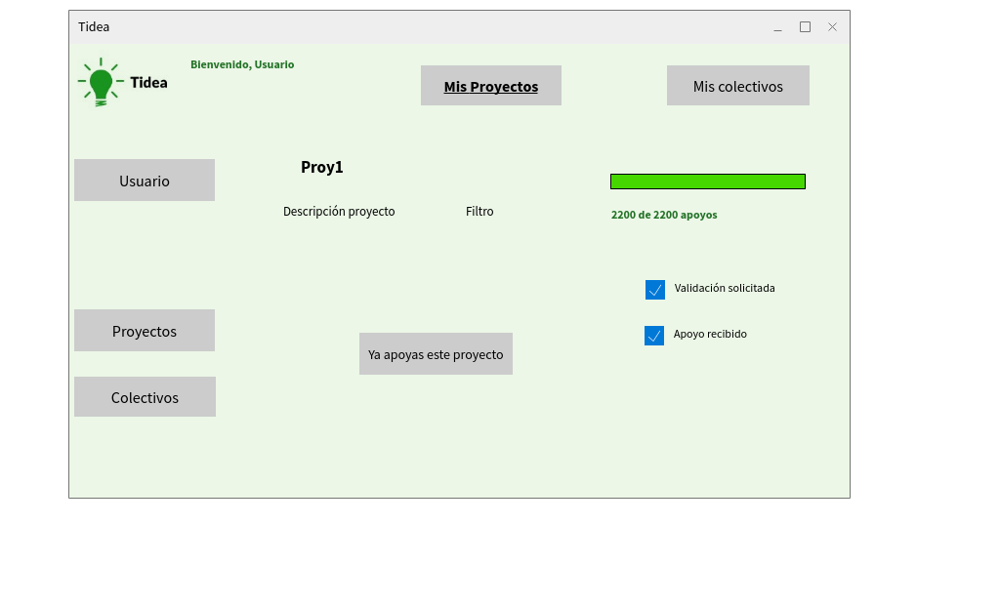 Tidea
Tidea
Bienvenido, Usuario
Mis Proyectos
Mis colectivos
Usuario
Proy1
Descripción proyecto
Filtro
2200 de 2200 apoyos
Validación solicitada
Proyectos
Ya apoyas este proyecto
Apoyo recibido
Colectivos